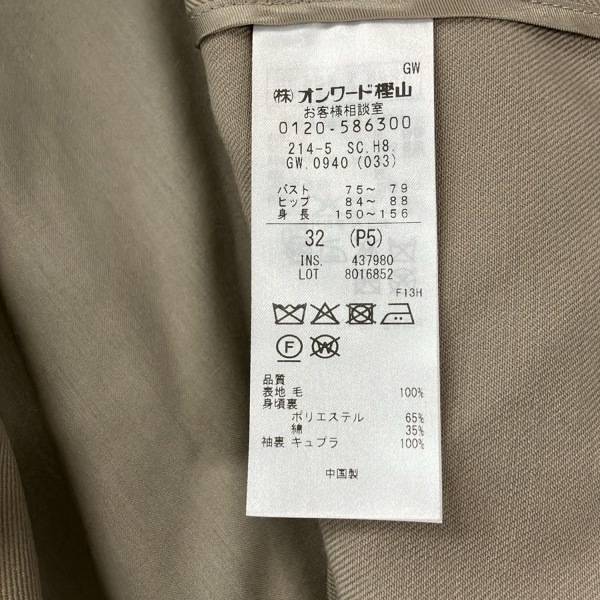 GW
(株)オンワード樫山
お客様相談室
0120-586300
214-5 SC.H8.
GW.0940 (033)
バスト 75～ 79
ヒップ 84～ 88
身 長 150～156
32 (P5)
INS. 437980
LOT 8016852
F13H
F
W
品質
表地 毛 100%
身頃裏
ポリエステル 65%
綿 35%
袖裏 キュプラ 100%
中国製